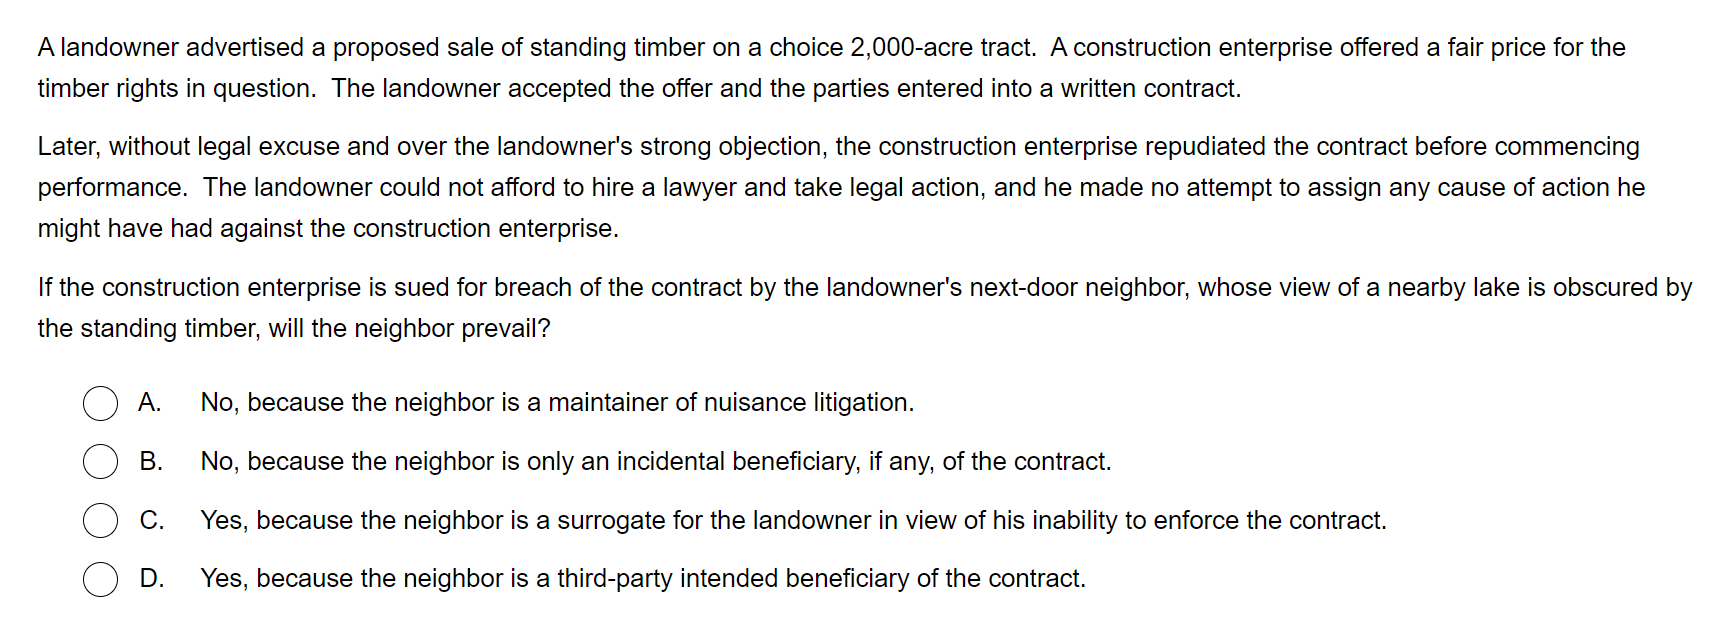 A landowner advertised a proposed sale of standing timber on a choice 2,000-acre tract.  A construction enterprise offered a fair price for the
timber rights in question.  The landowner accepted the offer and the parties entered into a written contract.
Later, without legal excuse and over the landowner's strong objection, the construction enterprise repudiated the contract before commencing
performance.  The landowner could not afford to hire a lawyer and take legal action, and he made no attempt to assign any cause of action he
might have had against the construction enterprise.
If the construction enterprise is sued for breach of the contract by the landowner's next-door neighbor, whose view of a nearby lake is obscured by
the standing timber, will the neighbor prevail?
A. No, because the neighbor is a maintainer of nuisance litigation.
B. No, because the neighbor is only an incidental beneficiary, if any, of the contract.
C. Yes, because the neighbor is a surrogate for the landowner in view of his inability to enforce the contract.
D. Yes, because the neighbor is a third-party intended beneficiary of the contract.